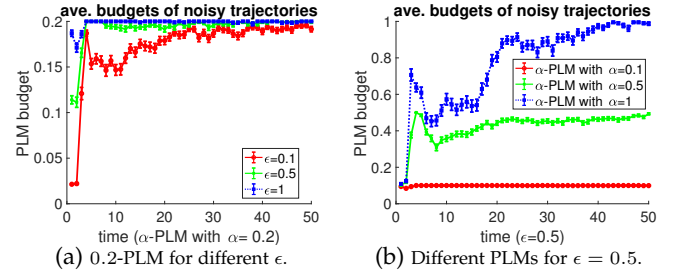 ave. budgets of noisy trajectories
PLM budget
0.2
0.15
0.1
0.05
0
ϵ=0.1
ϵ=0.5
ϵ=1
0 10 20 30 40 50
time (α-PLM with α= 0.2)
(a) 0.2-PLM for different ϵ.
ave. budgets of noisy trajectories
PLM budget
1
0.8
0.6
0.4
0.2
0
α-PLM with α=0.1
α-PLM with α=0.5
α-PLM with α=1
0 10 20 30 40 50
time (ϵ=0.5)
(b) Different PLMs for ϵ = 0.5.